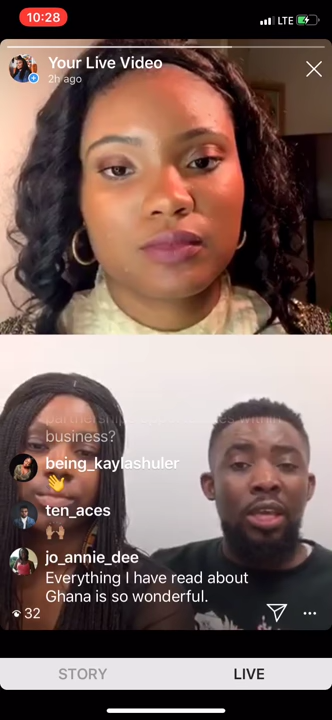 10:28
LTE
Your Live Video
2h ago
business?
being_kaylashuler
👋
ten_aces
🙌🏽
jo_annie_dee
Everything I have read about
Ghana is so wonderful.
32
STORY
LIVE